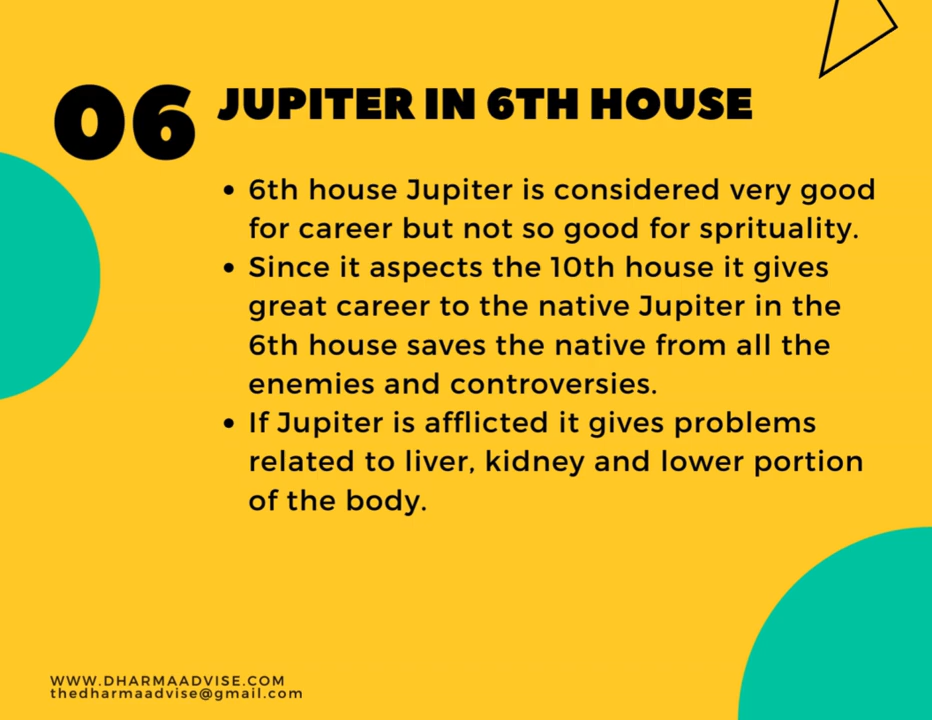 06 JUPITER IN 6TH HOUSE
• 6th house Jupiter is considered very good
for career but not so good for sprituality.
• Since it aspects the 10th house it gives
great career to the native Jupiter in the
6th house saves the native from all the
enemies and controversies.
• If Jupiter is afflicted it gives problems
related to liver, kidney and lower portion
of the body.
WWW.DHARMAADVISE.COM
thedharmaadvise@gmail.com